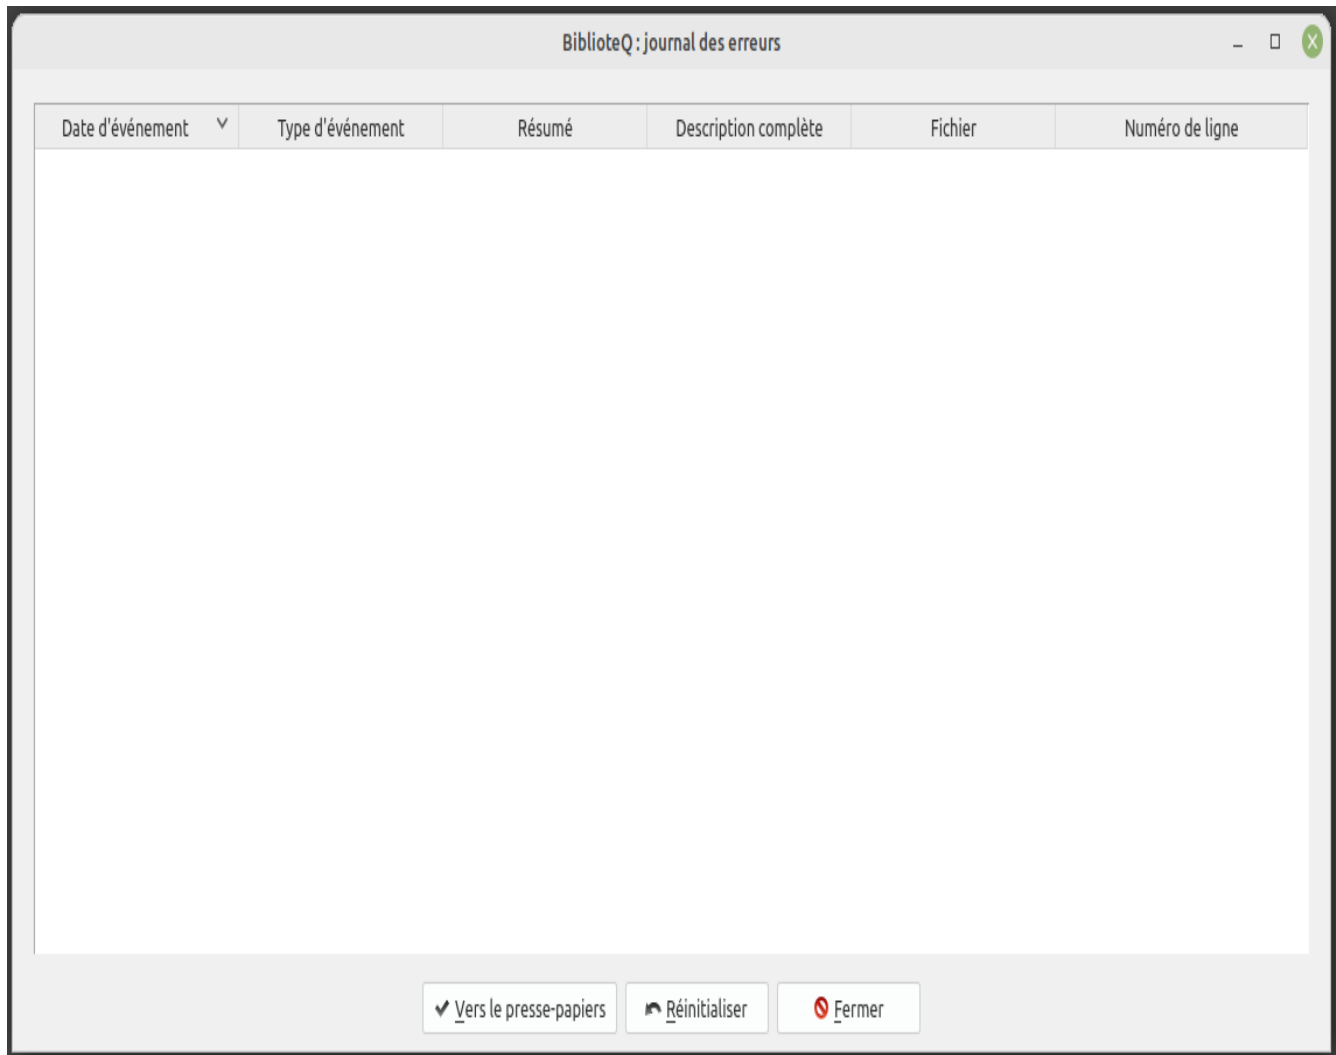 BiblioteQ : journal des erreurs
Date d'événement Type d'événement Résumé Description complète Fichier Numéro de ligne
Vers le presse-papiers Réinitialiser Fermer